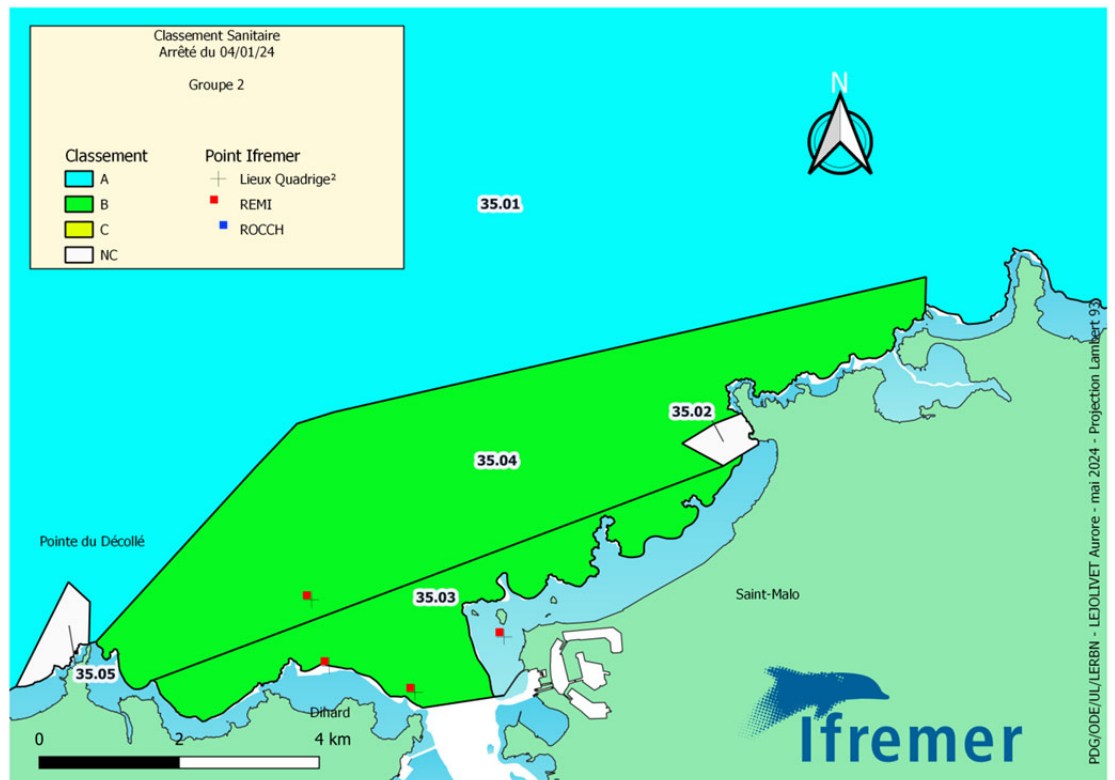 Classement Sanitaire
Arrêté du 04/01/24
Groupe 2
Classement
A
B
C
NC
Point Ifremer
Lieux Quadrige²
REMI
ROCCH
N
35.01
35.02
35.04
Pointe du Décollé
35.03
Saint-Malo
35.05
Dihard
0 2 4 km
Ifremer
PDG/ODE/UL/LERBN - LEJOLIVET Aurore - mai 2024 - Projection Lambert 93